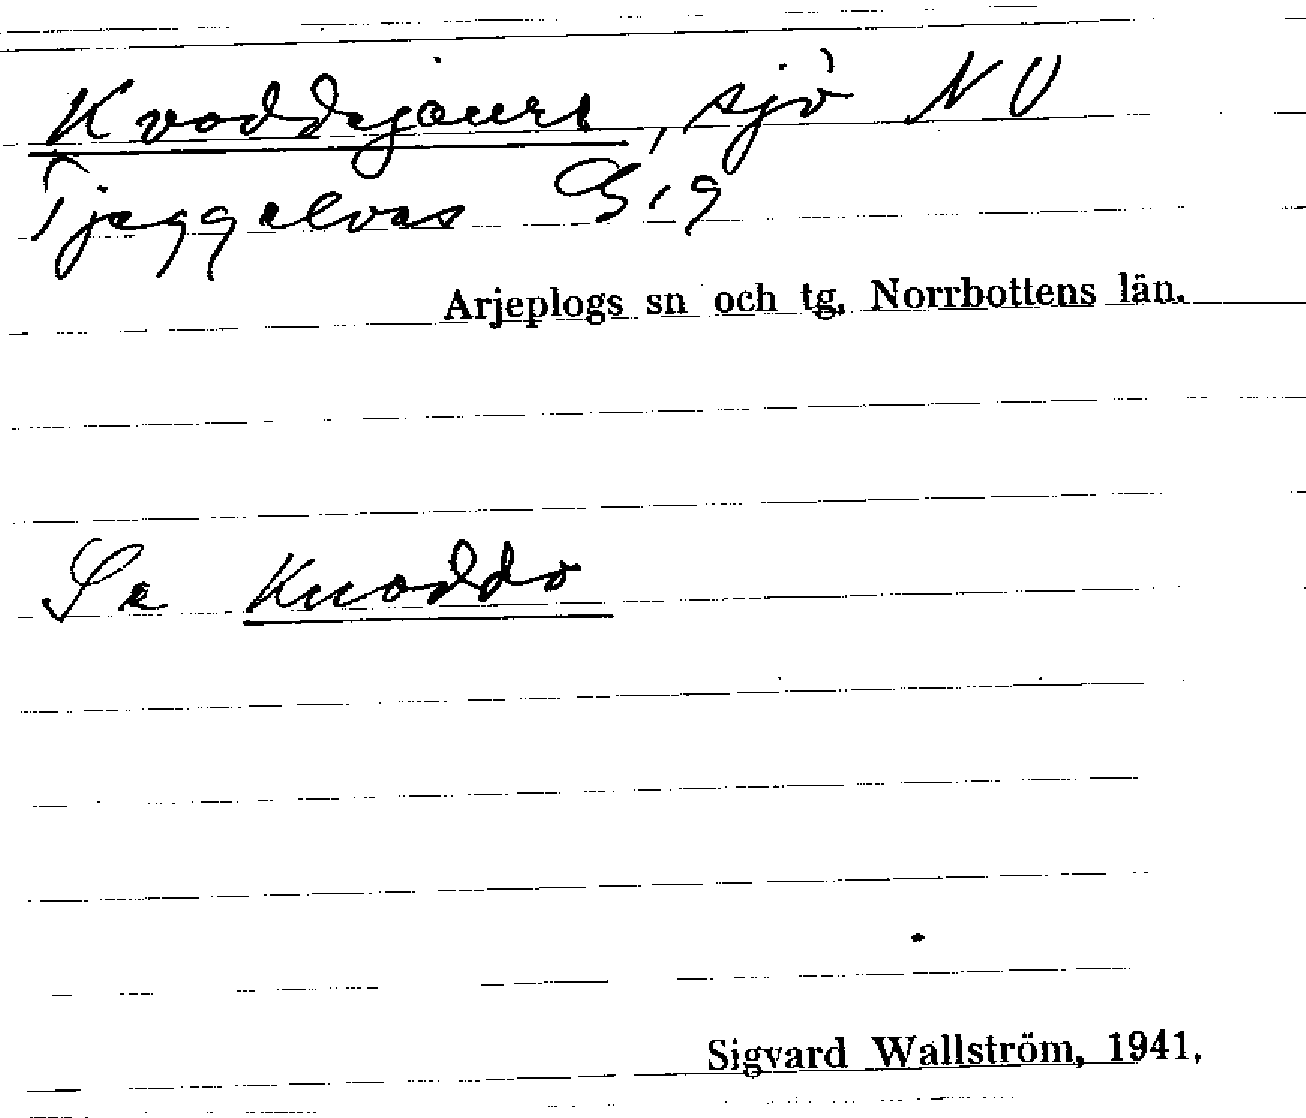 Kvoddejaure, sjö NV
Tjeggelvas G,9
Arjeplogs sn och tg, Norrbottens län.
Se Kuoddo
Sigvard Wallström, 1941.